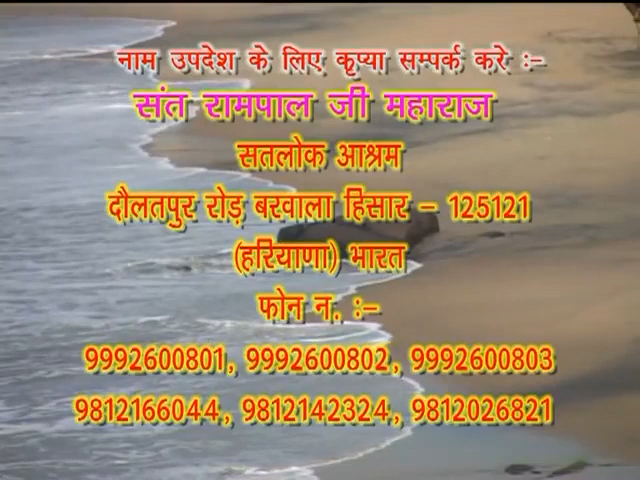 नाम उपदेश के लिए कृप्या सम्पर्क करे :–
संत रामपाल जी महाराज
सतलोक आश्रम
दौलतपुर रोड़ बरवाला हिसार – 125121
(हरियाणा) भारत
फोन न. :–
9992600801, 9992600802, 9992600803
9812166044, 9812142324, 9812026821